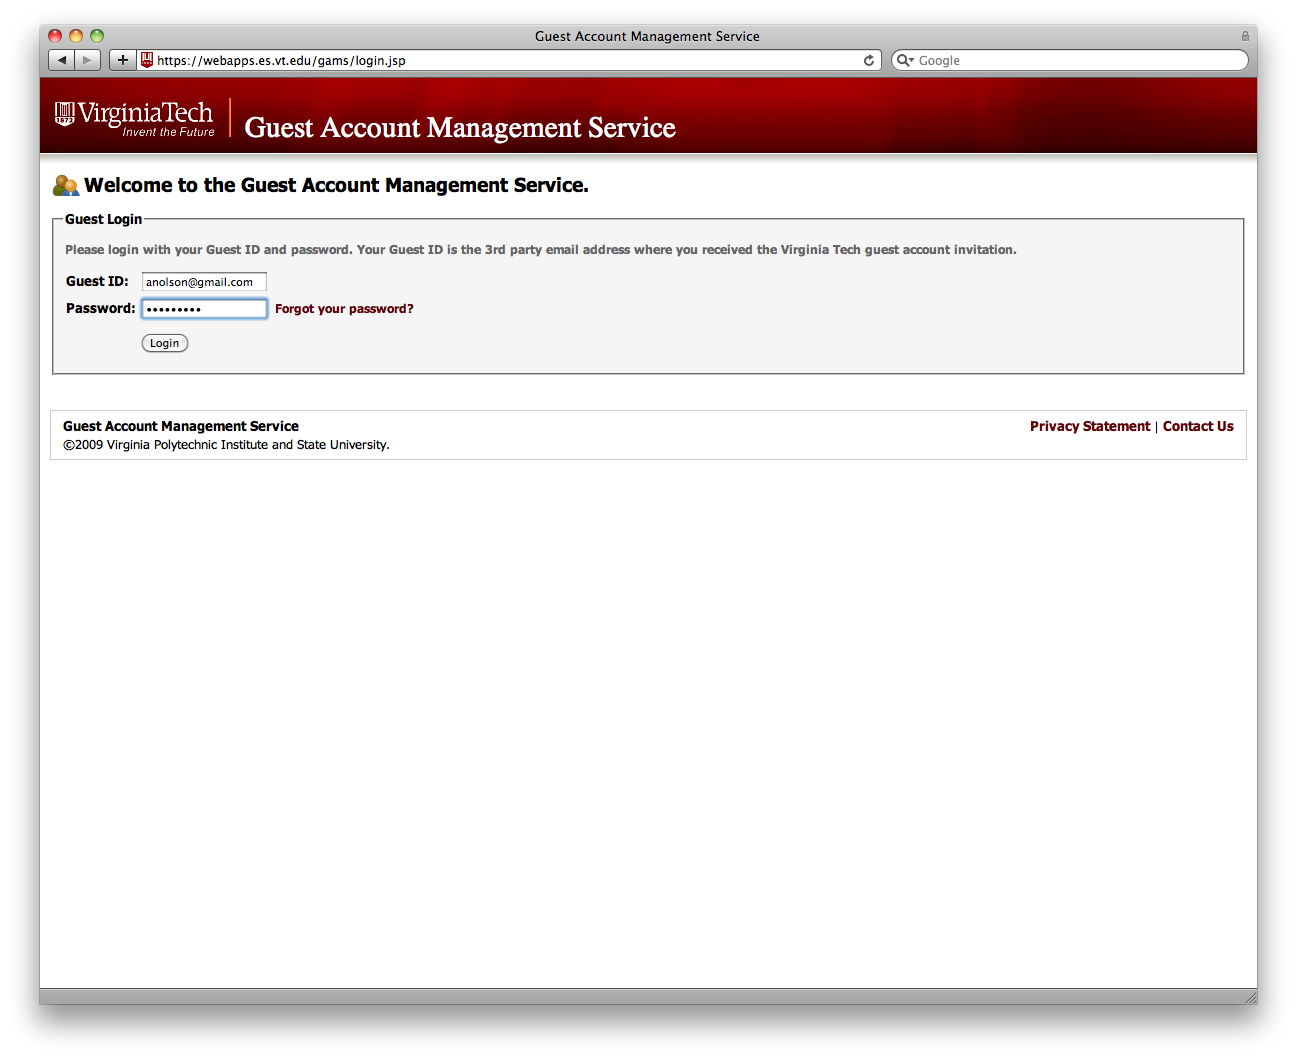 Guest Account Management Service
https://webapps.es.vt.edu/gams/login.jsp
Google
VirginiaTech
1872
Invent the Future
Guest Account Management Service
Welcome to the Guest Account Management Service.
Guest Login
Please login with your Guest ID and password. Your Guest ID is the 3rd party email address where you received the Virginia Tech guest account invitation.
Guest ID: anolson@gmail.com
Password: ••••••••• Forgot your password?
Login
Guest Account Management Service
Privacy Statement | Contact Us
©2009 Virginia Polytechnic Institute and State University.